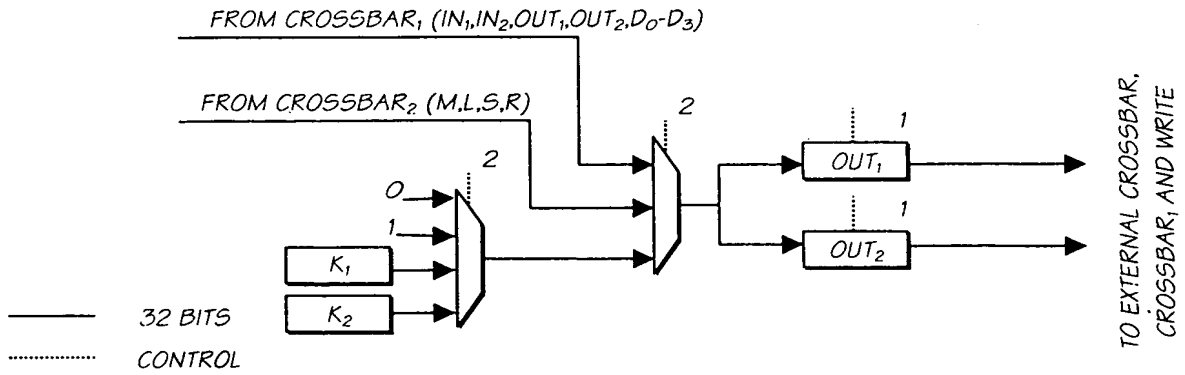 FROM CROSSBAR₁ (IN₁,IN₂,OUT₁,OUT₂,D₀-D₃)
FROM CROSSBAR₂ (M,L,S,R)
2
2
1
OUT₁
0
1
1
OUT₂
K₁
K₂
32 BITS
CONTROL
TO EXTERNAL CROSSBAR,
CROSSBAR₁ AND WRITE